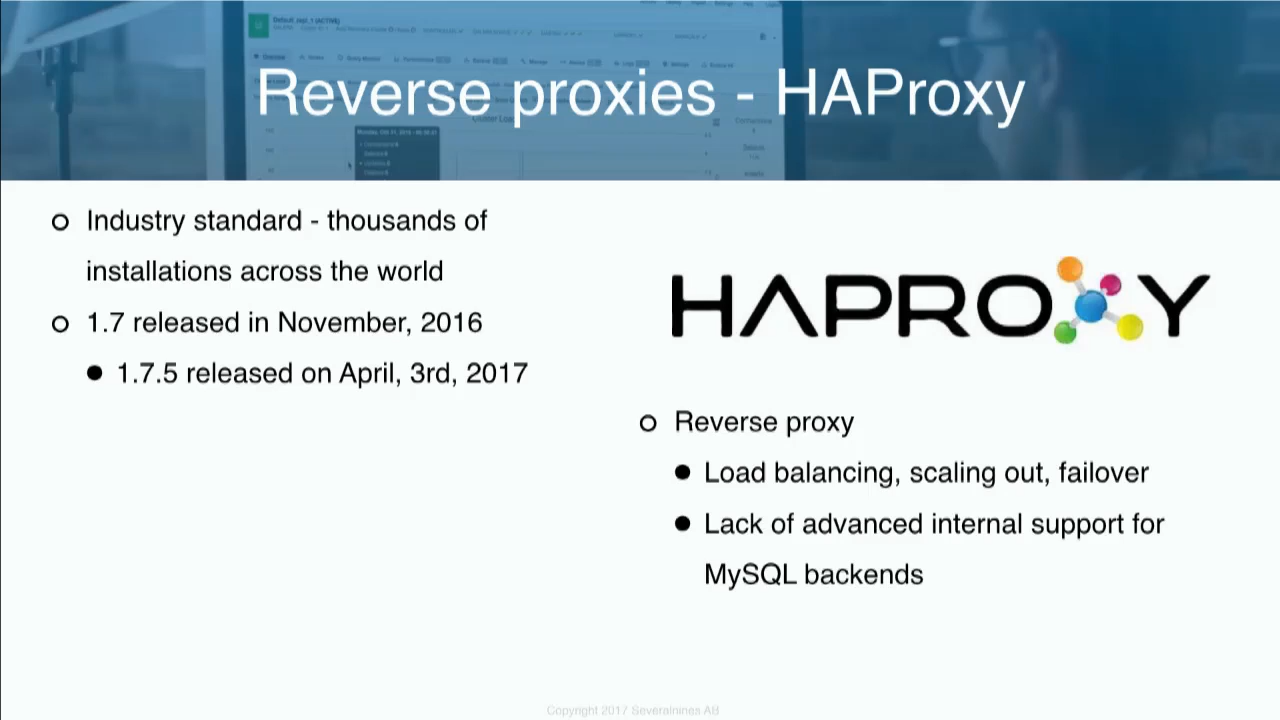 Reverse proxies - HAProxy
Industry standard - thousands of
installations across the world
1.7 released in November, 2016
1.7.5 released on April, 3rd, 2017
HAPROXY
Reverse proxy
Load balancing, scaling out, failover
Lack of advanced internal support for
MySQL backends
Copyright 2017 Severalnines AB